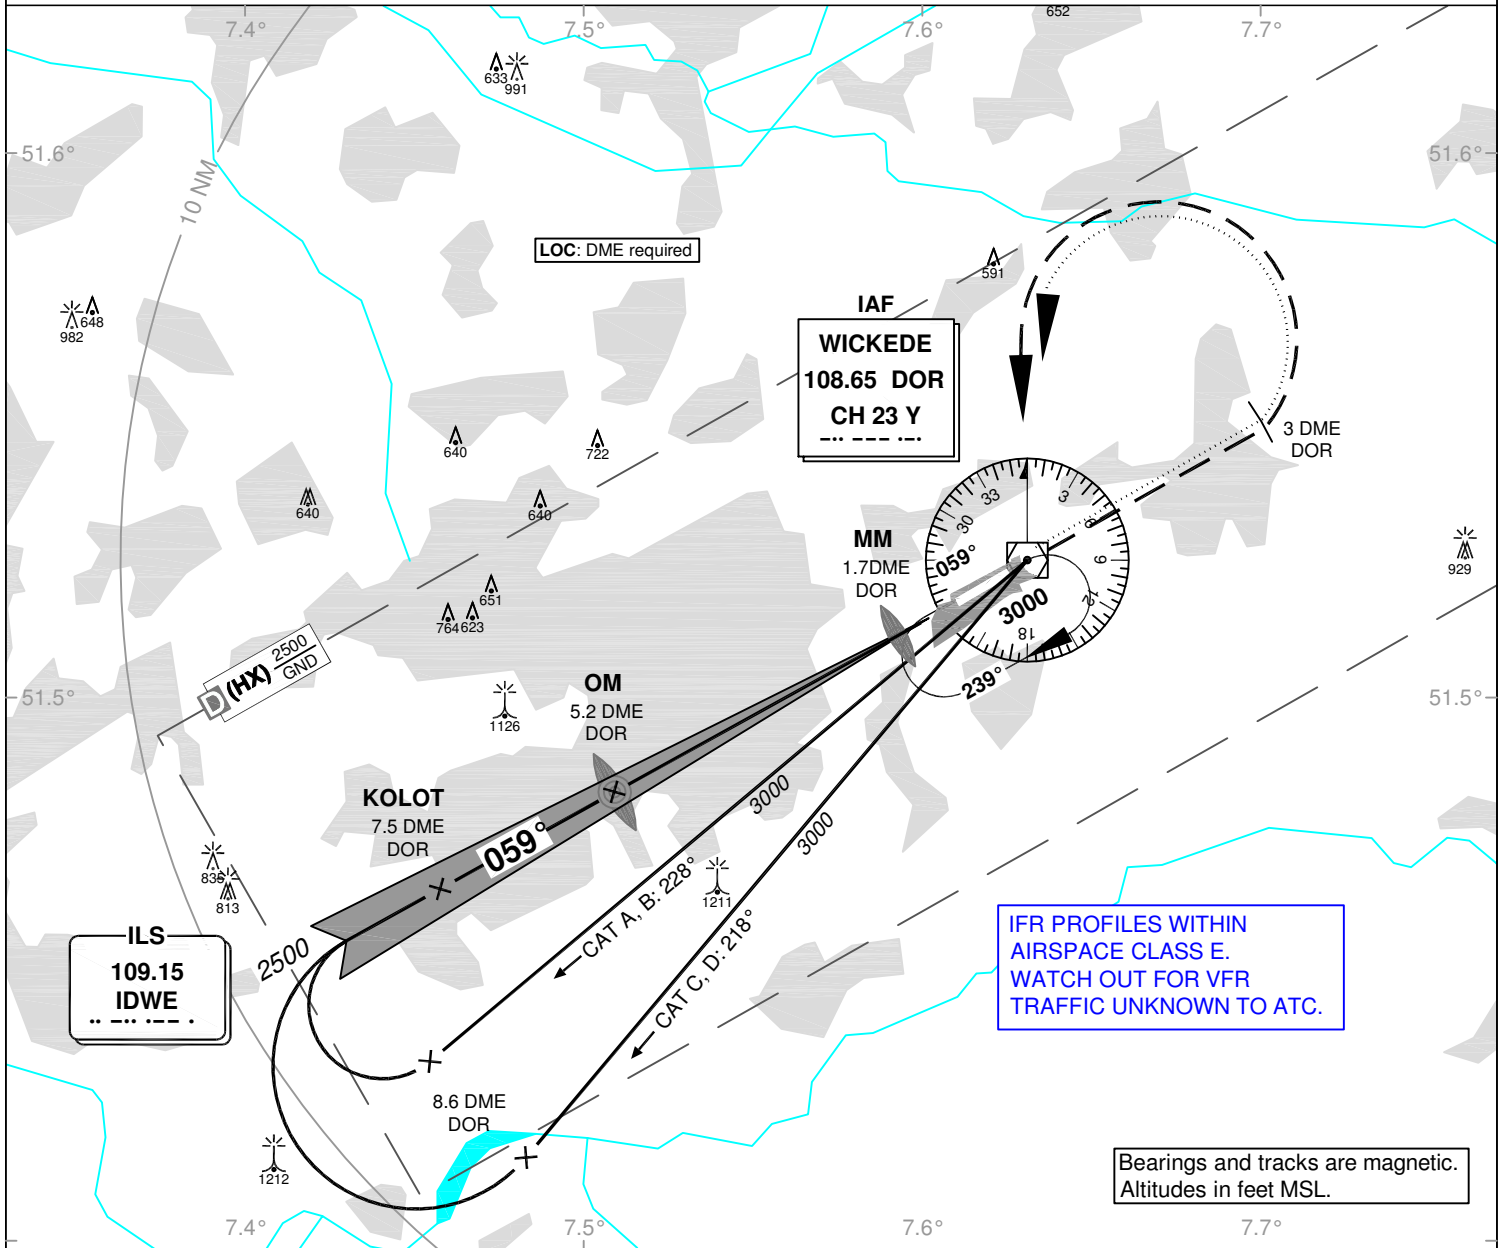 7.4°
7.5°
7.6°
652
7.7°
633
991
51.6°
51.6°
10 NM
LOC: DME required
591
IAF
WICKEDE
108.65 DOR
CH 23 Y
648
982
3 DME
DOR
640
722
640
640
33
3
30
6
9
12
18
059°
3000
MM
1.7DME
DOR
929
651
764
623
D (HX) 2500
GND
51.5°
51.5°
239°
OM
5.2 DME
DOR
1126
KOLOT
7.5 DME
DOR
059°
3000
3000
835
813
1211
CAT A, B: 228°
CAT C, D: 218°
2500
ILS
109.15
IDWE
IFR PROFILES WITHIN
AIRSPACE CLASS E.
WATCH OUT FOR VFR
TRAFFIC UNKNOWN TO ATC.
8.6 DME
DOR
1212
Bearings and tracks are magnetic.
Altitudes in feet MSL.
7.4°
7.5°
7.6°
7.7°